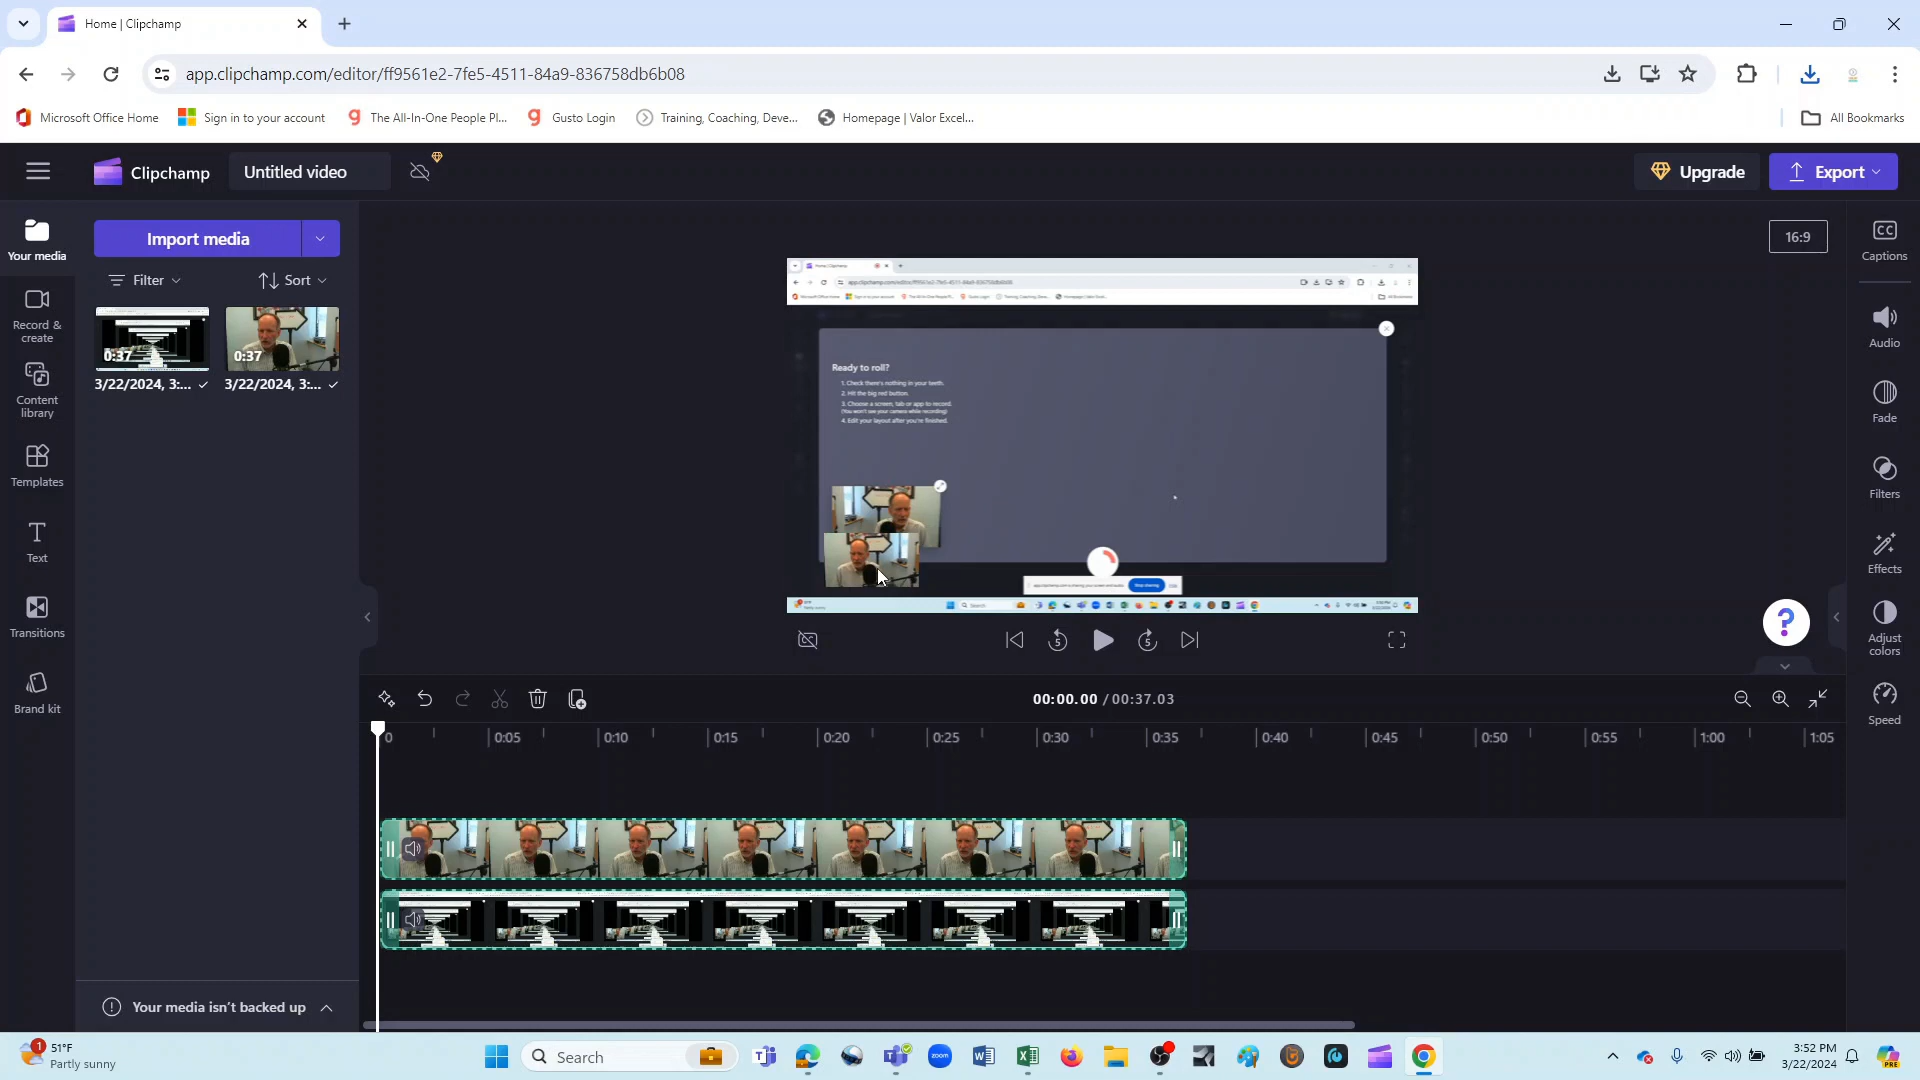 Home | Clipchamp
app.clipchamp.com/editor/ff9561e2-7fe5-4511-84a9-836758db6b08
Microsoft Office Home
Sign in to your account
The All-In-One People Pl...
Gusto Login
Training, Coaching, Deve...
Homepage | Valor Excel...
All Bookmarks
Clipchamp
Untitled video
Upgrade
Export
Your media
Record & create
Content library
Templates
Text
Transitions
Brand kit
Import media
Filter
Sort
0:37
3/22/2024, 3:...
0:37
3/22/2024, 3:...
Your media isn't backed up
16:9
Ready to roll?
1. Check there's nothing in your teeth.
2. Hit the big red button.
3. Choose a screen, tab or app to record.
(You won't see your camera while recording)
4. Edit your layout after you're finished.
Stop sharing
Captions
Audio
Fade
Filters
Effects
Adjust colors
Speed
?
5
5
00:00.00 / 00:37.03
0
0:05
0:10
0:15
0:20
0:25
0:30
0:35
0:40
0:45
0:50
0:55
1:00
1:05
1
51°F
Partly sunny
Search
zoom
3:52 PM
3/22/2024
PRE